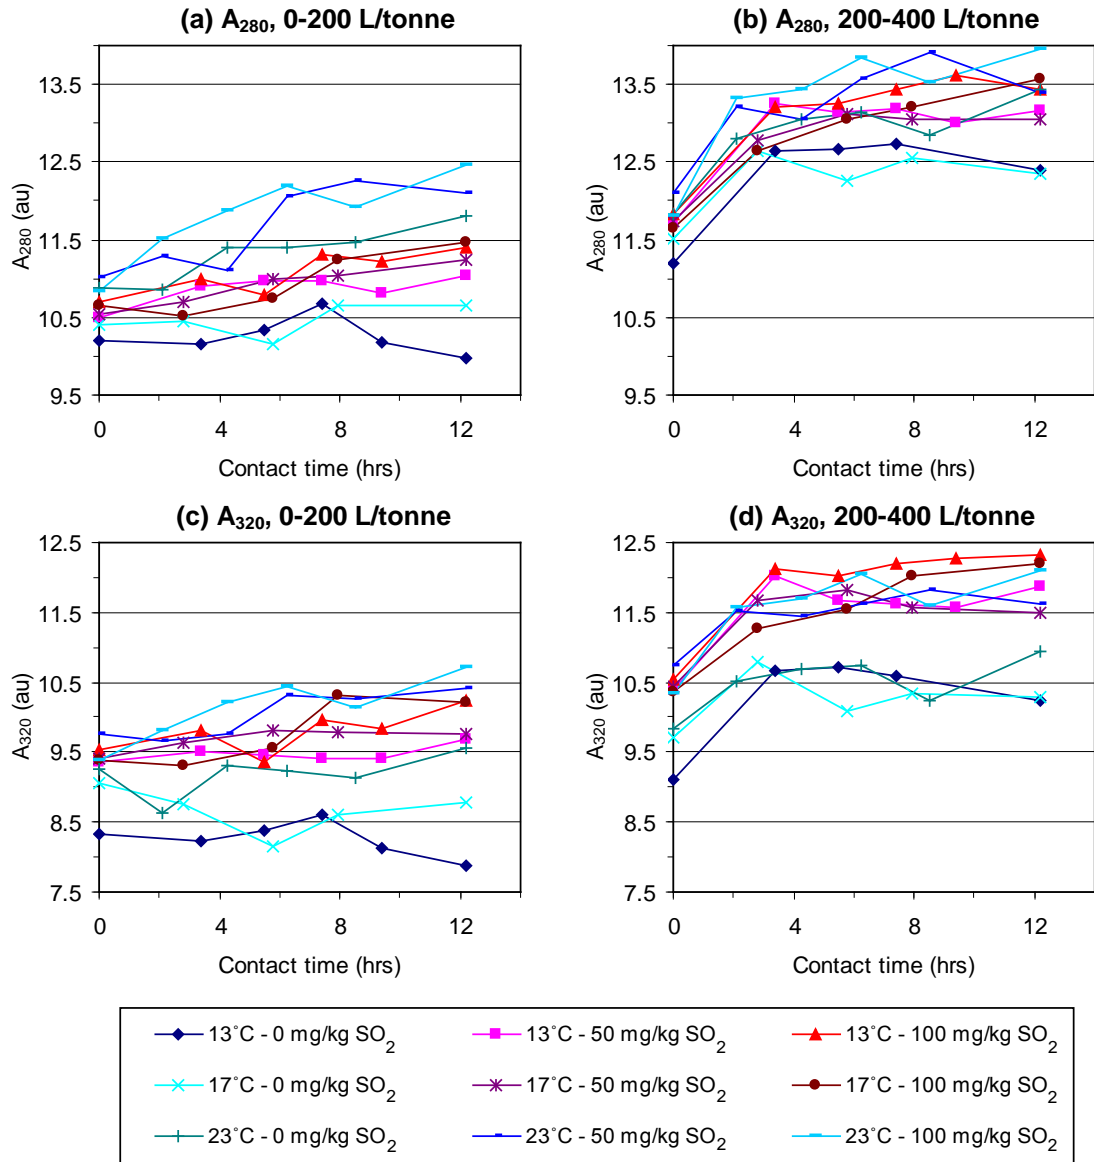 (a) A280, 0-200 L/tonne
A280 (au)
13.5
12.5
11.5
10.5
9.5
0 4 8 12
Contact time (hrs)
(b) A280, 200-400 L/tonne
A280 (au)
13.5
12.5
11.5
10.5
9.5
0 4 8 12
Contact time (hrs)
(c) A320, 0-200 L/tonne
A320 (au)
12.5
11.5
10.5
9.5
8.5
7.5
0 4 8 12
Contact time (hrs)
(d) A320, 200-400 L/tonne
A320 (au)
12.5
11.5
10.5
9.5
8.5
7.5
0 4 8 12
Contact time (hrs)
13˚C - 0 mg/kg SO2 13˚C - 50 mg/kg SO2 13˚C - 100 mg/kg SO2
17˚C - 0 mg/kg SO2 17˚C - 50 mg/kg SO2 17˚C - 100 mg/kg SO2
23˚C - 0 mg/kg SO2 23˚C - 50 mg/kg SO2 23˚C - 100 mg/kg SO2